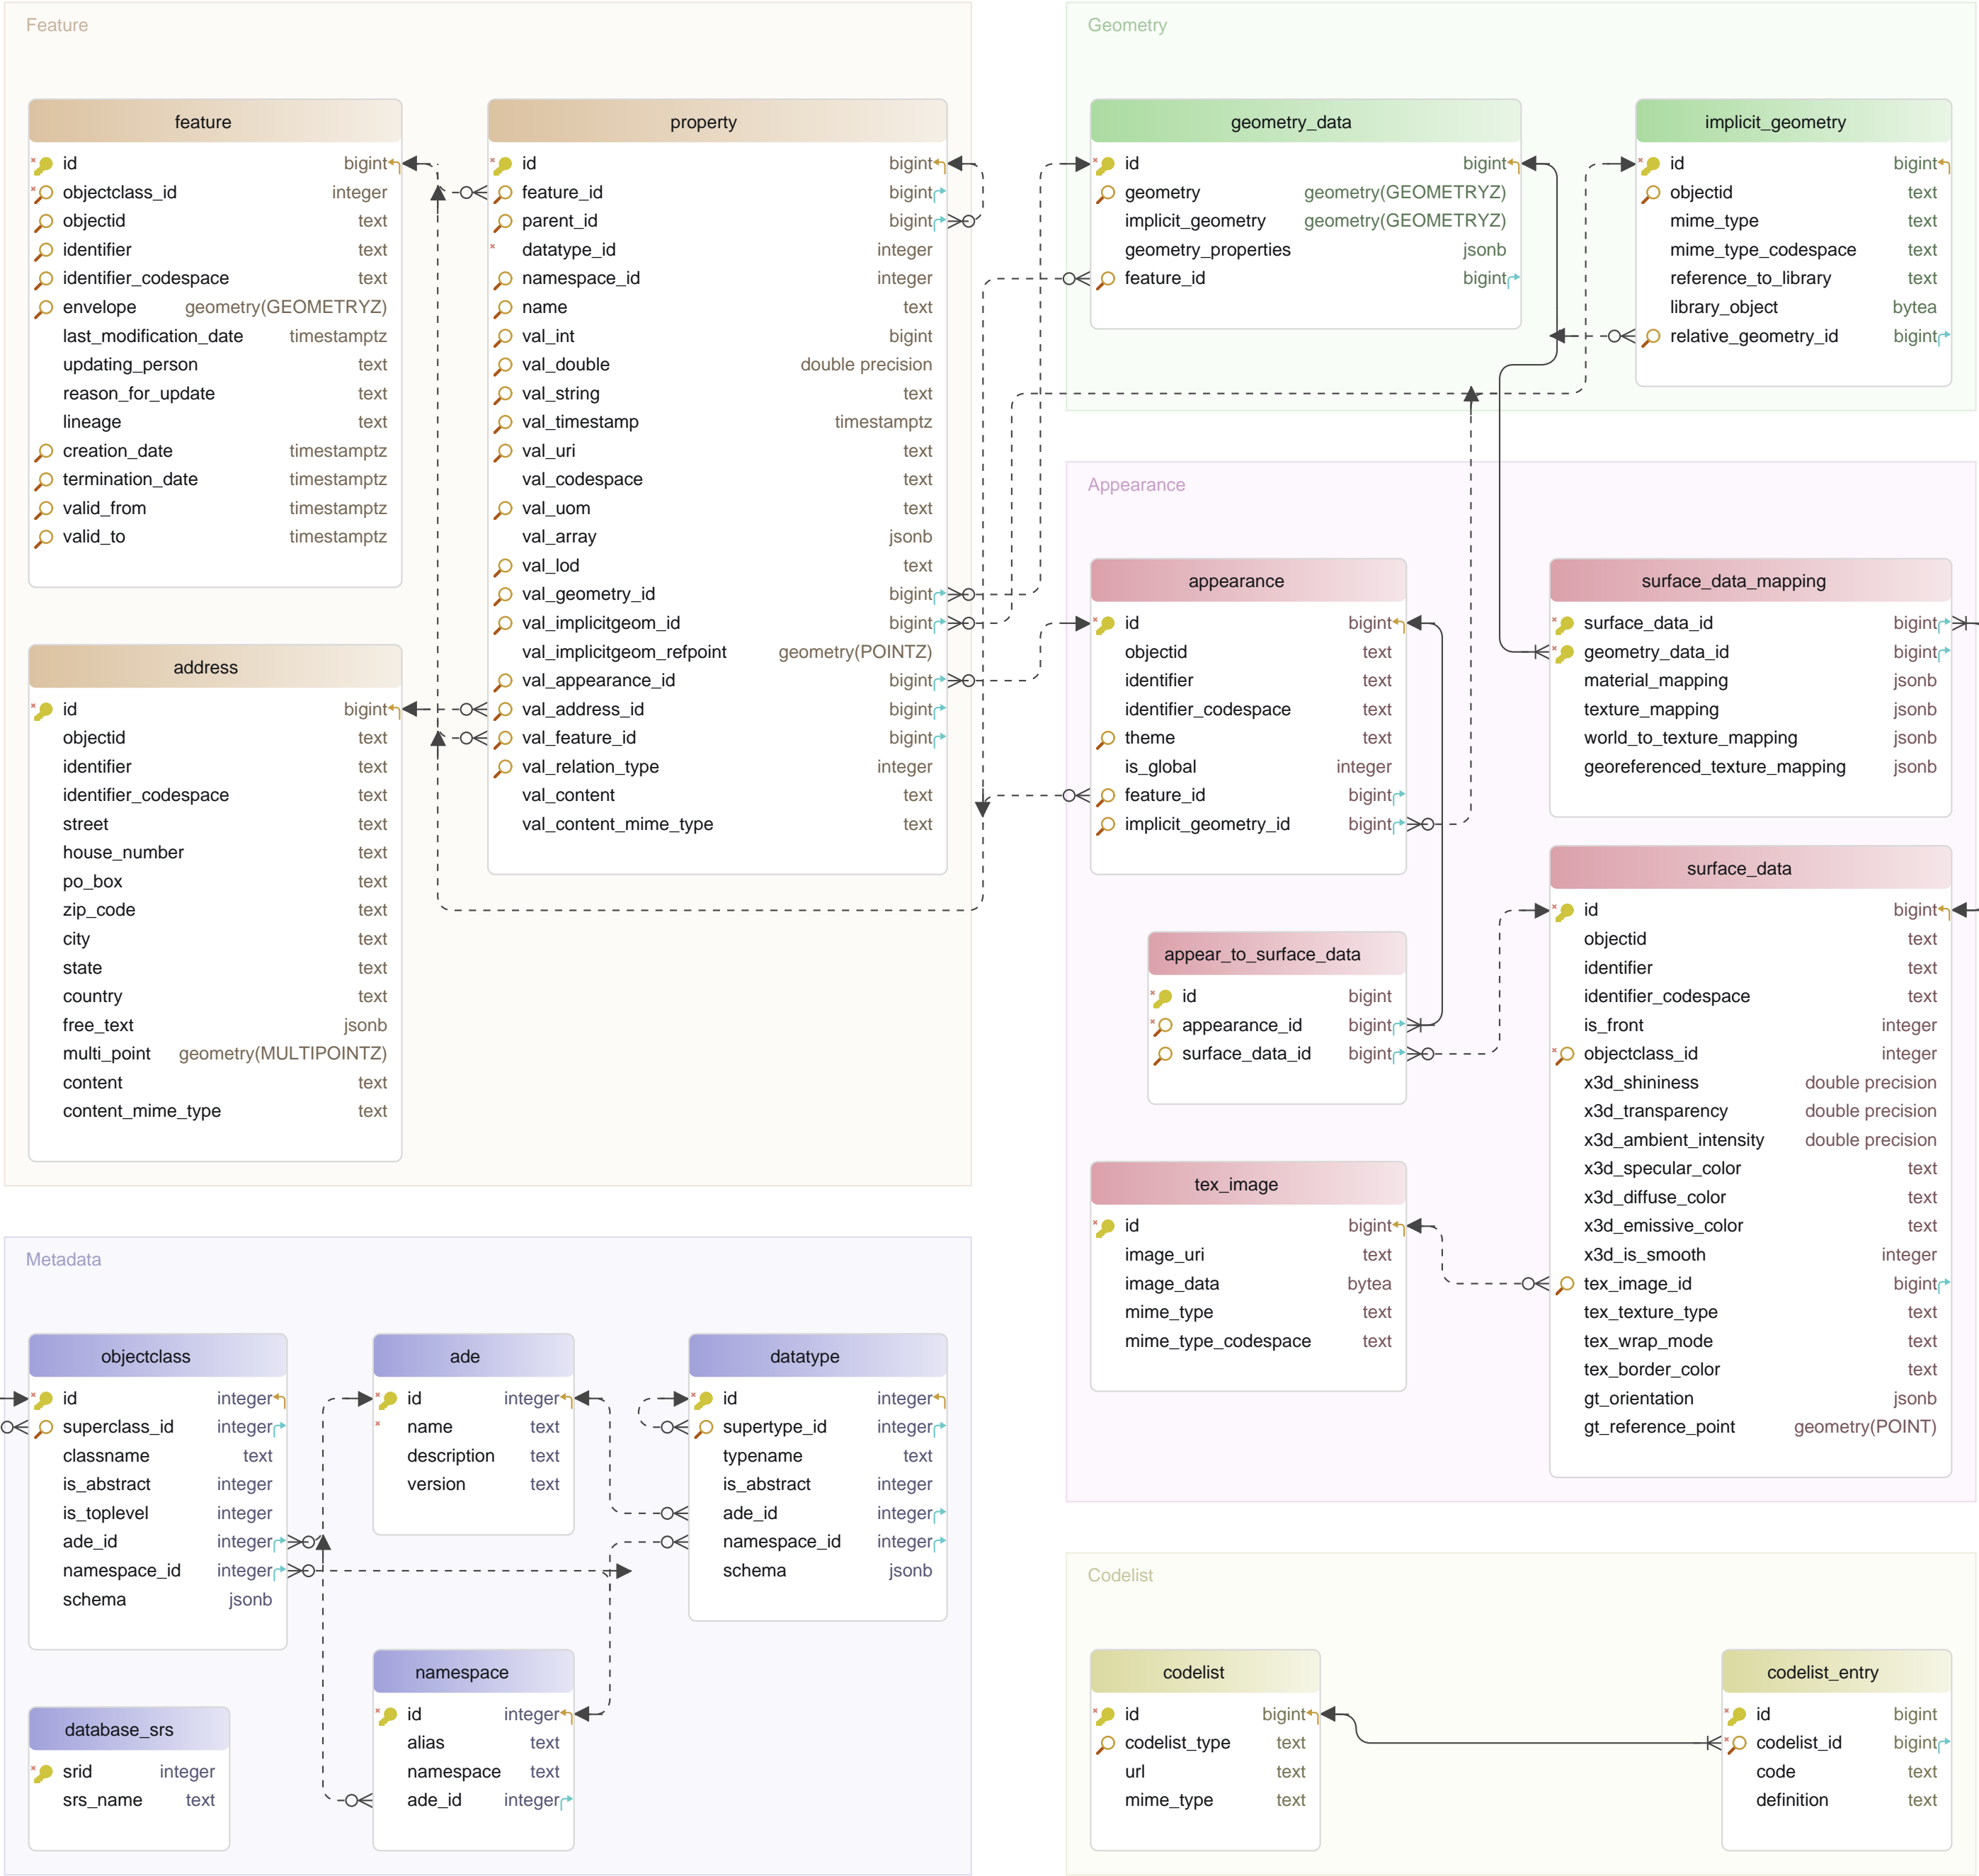 Feature
feature
id bigint
objectclass_id integer
objectid text
identifier text
identifier_codespace text
envelope geometry(GEOMETRYZ)
last_modification_date timestamptz
updating_person text
reason_for_update text
lineage text
creation_date timestamptz
termination_date timestamptz
valid_from timestamptz
valid_to timestamptz
address
id bigint
objectid text
identifier text
identifier_codespace text
street text
house_number text
po_box text
zip_code text
city text
state text
country text
free_text jsonb
multi_point geometry(MULTIPOINTZ)
content text
content_mime_type text
property
id bigint
feature_id bigint
parent_id bigint
datatype_id integer
namespace_id integer
name text
val_int bigint
val_double double precision
val_string text
val_timestamp timestamptz
val_uri text
val_codespace text
val_uom text
val_array jsonb
val_lod text
val_geometry_id bigint
val_implicitgeom_id bigint
val_implicitgeom_refpoint geometry(POINTZ)
val_appearance_id bigint
val_address_id bigint
val_feature_id bigint
val_relation_type integer
val_content text
val_content_mime_type text
Geometry
geometry_data
id bigint
geometry geometry(GEOMETRYZ)
implicit_geometry geometry(GEOMETRYZ)
geometry_properties jsonb
feature_id bigint
implicit_geometry
id bigint
objectid text
mime_type text
mime_type_codespace text
reference_to_library text
library_object bytea
relative_geometry_id bigint
Appearance
appearance
id bigint
objectid text
identifier text
identifier_codespace text
theme text
is_global integer
feature_id bigint
implicit_geometry_id bigint
surface_data_mapping
surface_data_id bigint
geometry_data_id bigint
material_mapping jsonb
texture_mapping jsonb
world_to_texture_mapping jsonb
georeferenced_texture_mapping jsonb
appear_to_surface_data
id bigint
appearance_id bigint
surface_data_id bigint
surface_data
id bigint
objectid text
identifier text
identifier_codespace text
is_front integer
objectclass_id integer
x3d_shininess double precision
x3d_transparency double precision
x3d_ambient_intensity double precision
x3d_specular_color text
x3d_diffuse_color text
x3d_emissive_color text
x3d_is_smooth integer
tex_image_id bigint
tex_texture_type text
tex_wrap_mode text
tex_border_color text
gt_orientation jsonb
gt_reference_point geometry(POINT)
tex_image
id bigint
image_uri text
image_data bytea
mime_type text
mime_type_codespace text
Metadata
objectclass
id integer
superclass_id integer
classname text
is_abstract integer
is_toplevel integer
ade_id integer
namespace_id integer
schema jsonb
ade
id integer
name text
description text
version text
datatype
id integer
supertype_id integer
typename text
is_abstract integer
ade_id integer
namespace_id integer
schema jsonb
database_srs
srid integer
srs_name text
namespace
id integer
alias text
namespace text
ade_id integer
Codelist
codelist
id bigint
codelist_type text
url text
mime_type text
codelist_entry
id bigint
codelist_id bigint
code text
definition text